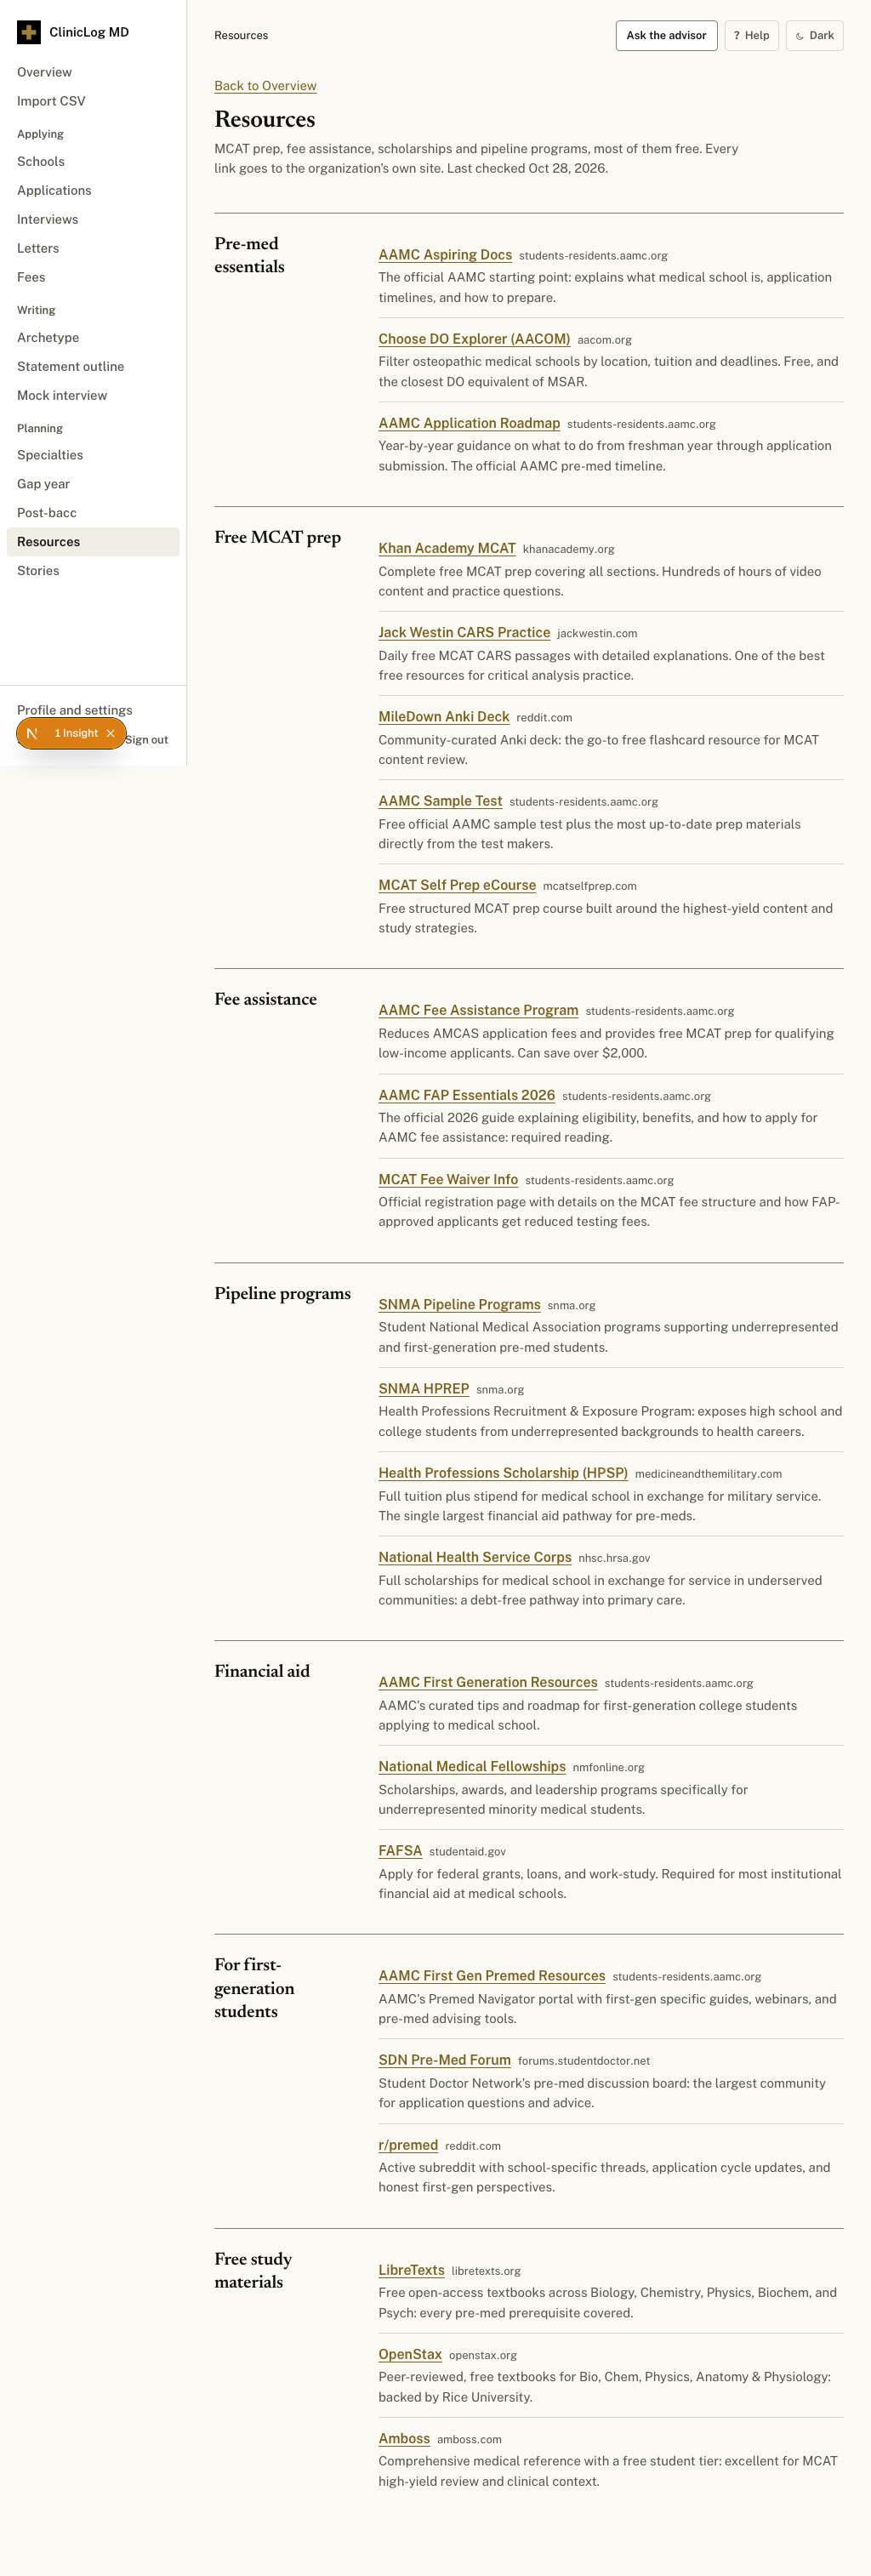 ClinicLog MD
Overview
Import CSV
Applying
Schools
Applications
Interviews
Letters
Fees
Writing
Archetype
Statement outline
Mock interview
Planning
Specialties
Gap year
Post-bacc
Resources
Stories
Profile and settings
1 Insight
Sign out
Resources
Ask the advisor
? Help
Dark
Back to Overview
Resources
MCAT prep, fee assistance, scholarships and pipeline programs, most of them free. Every
link goes to the organization's own site. Last checked Oct 28, 2026.
Pre-med
essentials
AAMC Aspiring Docs students-residents.aamc.org
The official AAMC starting point: explains what medical school is, application
timelines, and how to prepare.
Choose DO Explorer (AACOM) aacom.org
Filter osteopathic medical schools by location, tuition and deadlines. Free, and
the closest DO equivalent of MSAR.
AAMC Application Roadmap students-residents.aamc.org
Year-by-year guidance on what to do from freshman year through application
submission. The official AAMC pre-med timeline.
Free MCAT prep
Khan Academy MCAT khanacademy.org
Complete free MCAT prep covering all sections. Hundreds of hours of video
content and practice questions.
Jack Westin CARS Practice jackwestin.com
Daily free MCAT CARS passages with detailed explanations. One of the best
free resources for critical analysis practice.
MileDown Anki Deck reddit.com
Community-curated Anki deck: the go-to free flashcard resource for MCAT
content review.
AAMC Sample Test students-residents.aamc.org
Free official AAMC sample test plus the most up-to-date prep materials
directly from the test makers.
MCAT Self Prep eCourse mcatselfprep.com
Free structured MCAT prep course built around the highest-yield content and
study strategies.
Fee assistance
AAMC Fee Assistance Program students-residents.aamc.org
Reduces AMCAS application fees and provides free MCAT prep for qualifying
low-income applicants. Can save over $2,000.
AAMC FAP Essentials 2026 students-residents.aamc.org
The official 2026 guide explaining eligibility, benefits, and how to apply for
AAMC fee assistance: required reading.
MCAT Fee Waiver Info students-residents.aamc.org
Official registration page with details on the MCAT fee structure and how FAP-
approved applicants get reduced testing fees.
Pipeline programs
SNMA Pipeline Programs snma.org
Student National Medical Association programs supporting underrepresented
and first-generation pre-med students.
SNMA HPREP snma.org
Health Professions Recruitment & Exposure Program: exposes high school and
college students from underrepresented backgrounds to health careers.
Health Professions Scholarship (HPSP) medicineandthemilitary.com
Full tuition plus stipend for medical school in exchange for military service.
The single largest financial aid pathway for pre-meds.
National Health Service Corps nhsc.hrsa.gov
Full scholarships for medical school in exchange for service in underserved
communities: a debt-free pathway into primary care.
Financial aid
AAMC First Generation Resources students-residents.aamc.org
AAMC's curated tips and roadmap for first-generation college students
applying to medical school.
National Medical Fellowships nmfonline.org
Scholarships, awards, and leadership programs specifically for
underrepresented minority medical students.
FAFSA studentaid.gov
Apply for federal grants, loans, and work-study. Required for most institutional
financial aid at medical schools.
For first-
generation
students
AAMC First Gen Premed Resources students-residents.aamc.org
AAMC's Premed Navigator portal with first-gen specific guides, webinars, and
pre-med advising tools.
SDN Pre-Med Forum forums.studentdoctor.net
Student Doctor Network's pre-med discussion board: the largest community
for application questions and advice.
r/premed reddit.com
Active subreddit with school-specific threads, application cycle updates, and
honest first-gen perspectives.
Free study
materials
LibreTexts libretexts.org
Free open-access textbooks across Biology, Chemistry, Physics, Biochem, and
Psych: every pre-med prerequisite covered.
OpenStax openstax.org
Peer-reviewed, free textbooks for Bio, Chem, Physics, Anatomy & Physiology:
backed by Rice University.
Amboss amboss.com
Comprehensive medical reference with a free student tier: excellent for MCAT
high-yield review and clinical context.